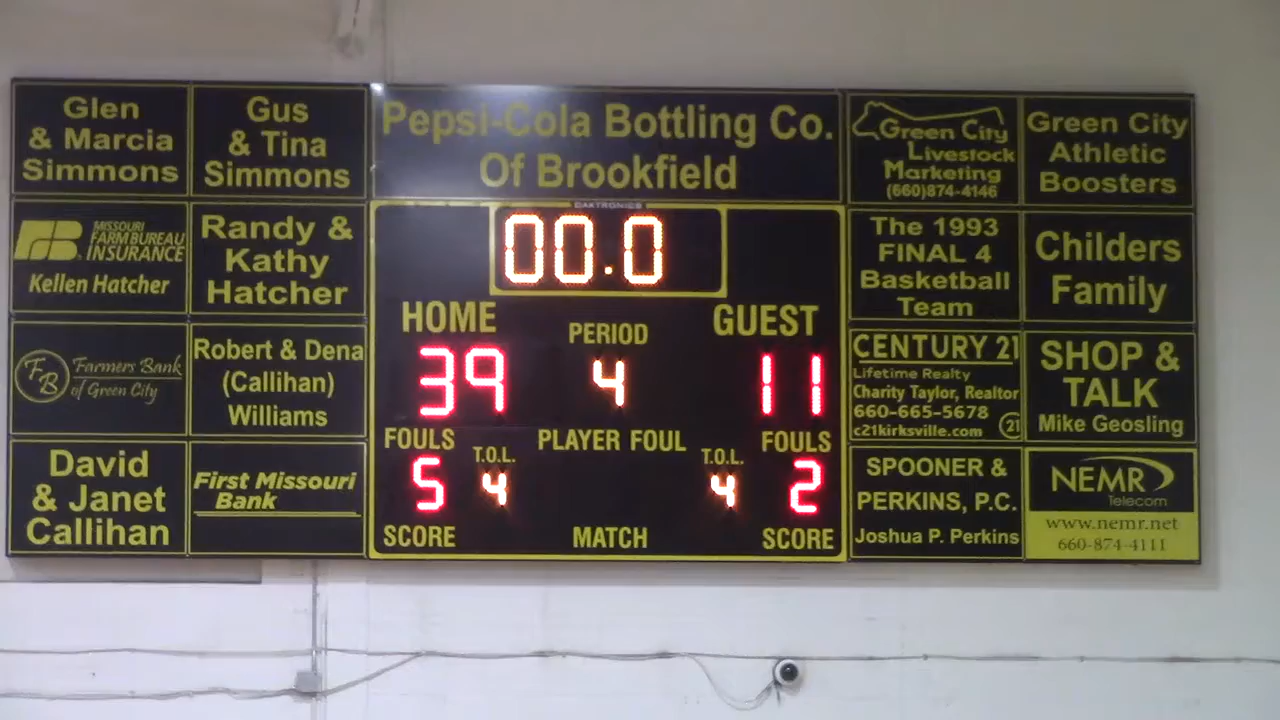 Glen
& Marcia
Simmons
Gus
& Tina
Simmons
Pepsi-Cola Bottling Co.
Of Brookfield
Green City
Livestock
Marketing
(660)874-4146
Green City
Athletic
Boosters
MISSOURI
FARM BUREAU
INSURANCE
Kellen Hatcher
Randy &
Kathy
Hatcher
DAKTRONICS
00.0
The 1993
FINAL 4
Basketball
Team
Childers
Family
HOME
PERIOD
GUEST
39
4
11
FB
Farmers Bank
of Green City
Robert & Dena
(Callihan)
Williams
CENTURY 21
Lifetime Realty
Charity Taylor, Realtor
660-665-5678
c21kirksville.com
21
SHOP &
TALK
Mike Geosling
FOULS
T.O.L.
PLAYER FOUL
T.O.L.
FOULS
5
4
4
2
SCORE
MATCH
SCORE
David
& Janet
Callihan
First Missouri
Bank
SPOONER &
PERKINS, P.C.
Joshua P. Perkins
NEMR
Telecom
www.nemr.net
660-874-4111